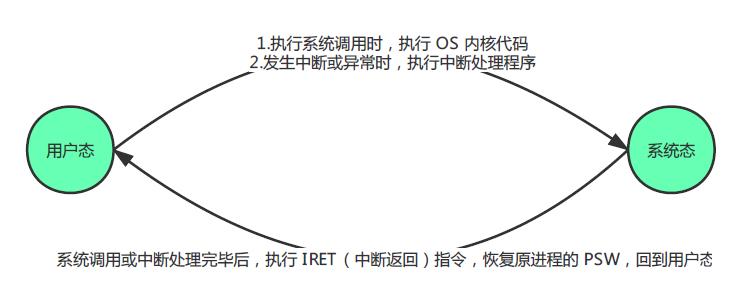 1.执行系统调用时，执行 OS 内核代码
2.发生中断或异常时，执行中断处理程序
用户态
系统态
系统调用或中断处理完毕后，执行 IRET（中断返回）指令，恢复原进程的 PSW，回到用户态